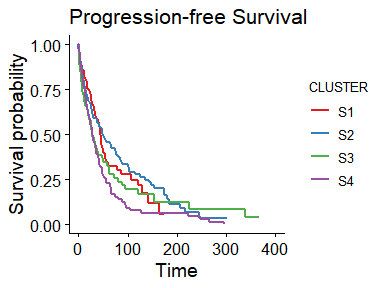 Progression-free Survival
Survival probability
1.00
0.75
0.50
0.25
0.00
0
100
200
300
400
Time
CLUSTER
S1
S2
S3
S4